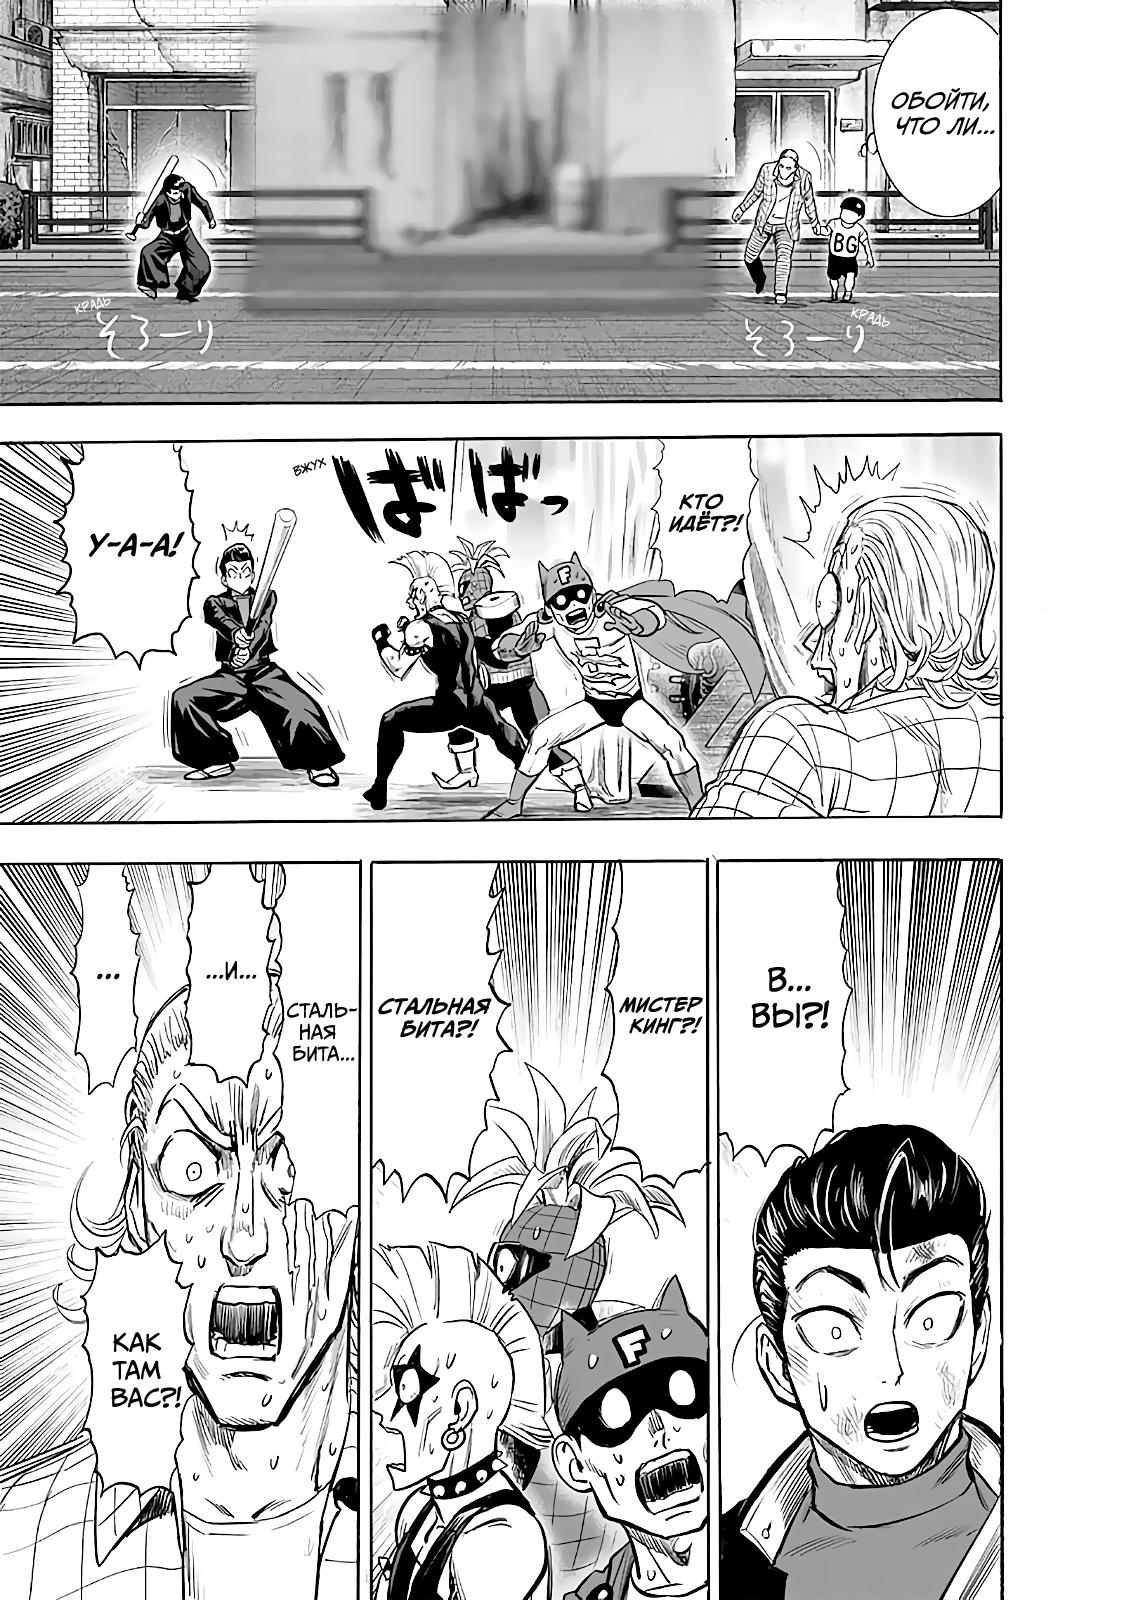 ОБОЙТИ,
ЧТО ЛИ...
BG
КРАДЬ
そろーり
КРАДЬ
そろーり
КТО
ИДЁТ?!
F
ばばっ
ВЖУХ
У-А-А!
В...
ВЫ?!
МИСТЕР
КИНГ?!
СТАЛЬНАЯ
БИТА?!
F
СТАЛЬ-
НАЯ
БИТА...
...И...
...
КАК
ТАМ
ВАС?!